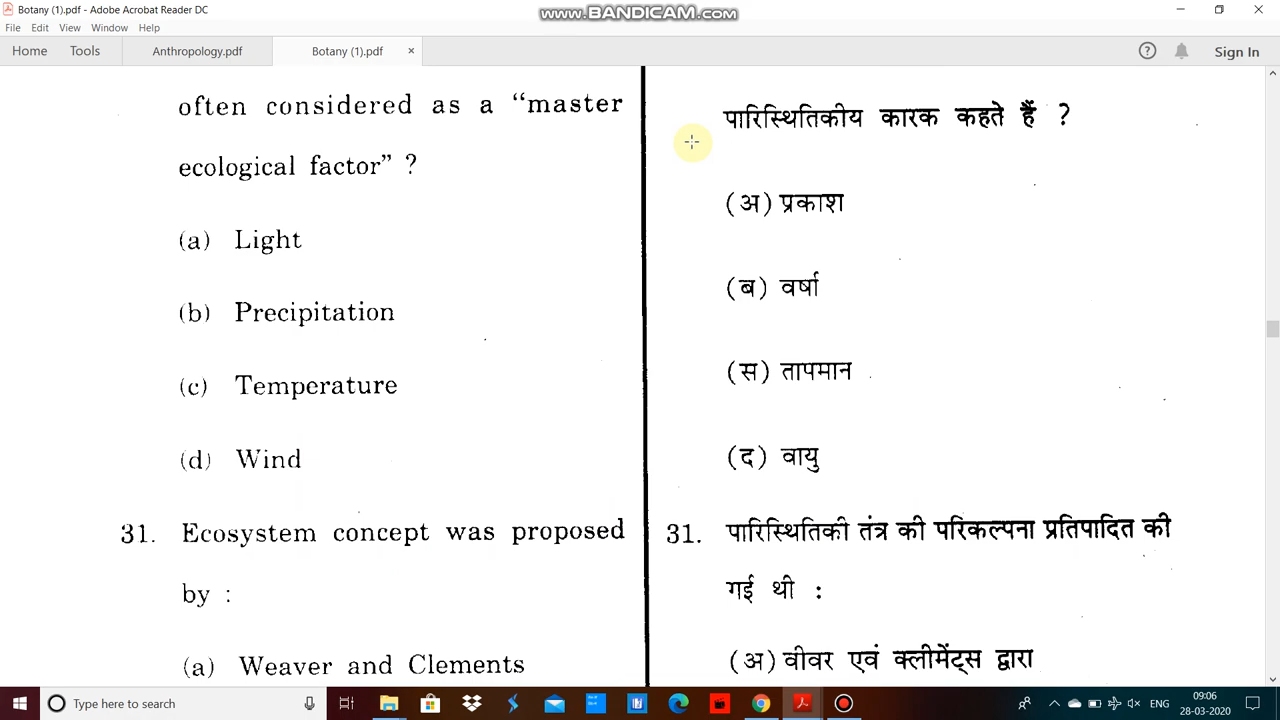 Botany (1).pdf - Adobe Acrobat Reader DC
www.BANDICAM.com
File Edit View Window Help
Home Tools Anthropology.pdf Botany (1).pdf × ? Sign In
often considered as a “master
ecological factor” ?
(a) Light
(b) Precipitation
(c) Temperature
(d) Wind
31. Ecosystem concept was proposed
by :
(a) Weaver and Clements
पारिस्थितिकीय कारक कहते हैं ?
(अ) प्रकाश
(ब) वर्षा
(स) तापमान
(द) वायु
31. पारिस्थितिकी तंत्र की परिकल्पना प्रतिपादित की
गई थी :
(अ) वीवर एवं क्लीमेंट्स द्वारा
Type here to search
ENG
09:06
28-03-2020